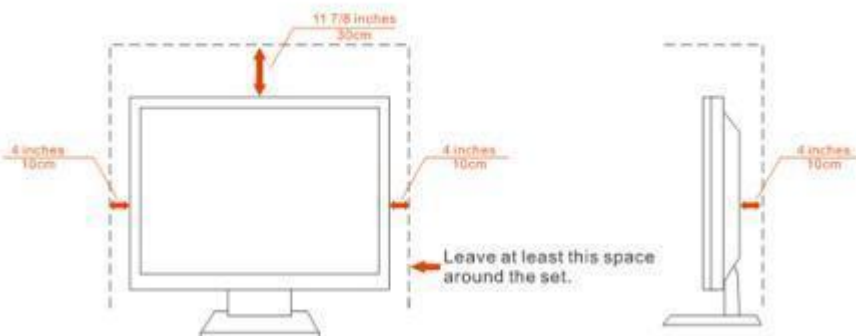 11 7/8 inches
30cm
4 inches
10cm
4 inches
10cm
4 inches
10cm
Leave at least this space
around the set.